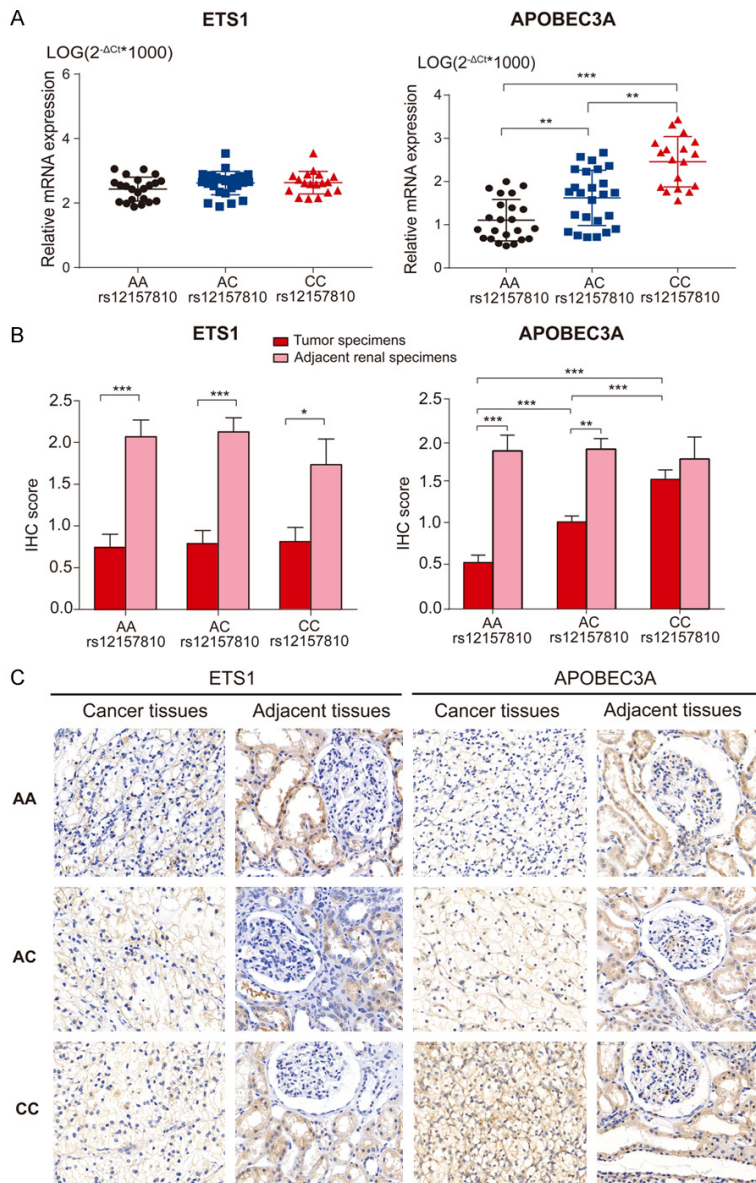 A
ETS1
LOG(2-ΔCt*1000)
Relative mRNA expression
6
4
2
0
AA
rs12157810
AC
rs12157810
CC
rs12157810
APOBEC3A
LOG(2-ΔCt*1000)
Relative mRNA expression
4
3
2
1
0
***
**
**
AA
rs12157810
AC
rs12157810
CC
rs12157810
B
ETS1
Tumor specimens
Adjacent renal specimens
IHC score
2.5
2.0
1.5
1.0
0.5
0.0
***
***
*
AA
rs12157810
AC
rs12157810
CC
rs12157810
APOBEC3A
IHC score
2.5
2.0
1.5
1.0
0.5
0.0
***
***
***
***
**
AA
rs12157810
AC
rs12157810
CC
rs12157810
C
ETS1
APOBEC3A
Cancer tissues
Adjacent tissues
Cancer tissues
Adjacent tissues
AA
AC
CC